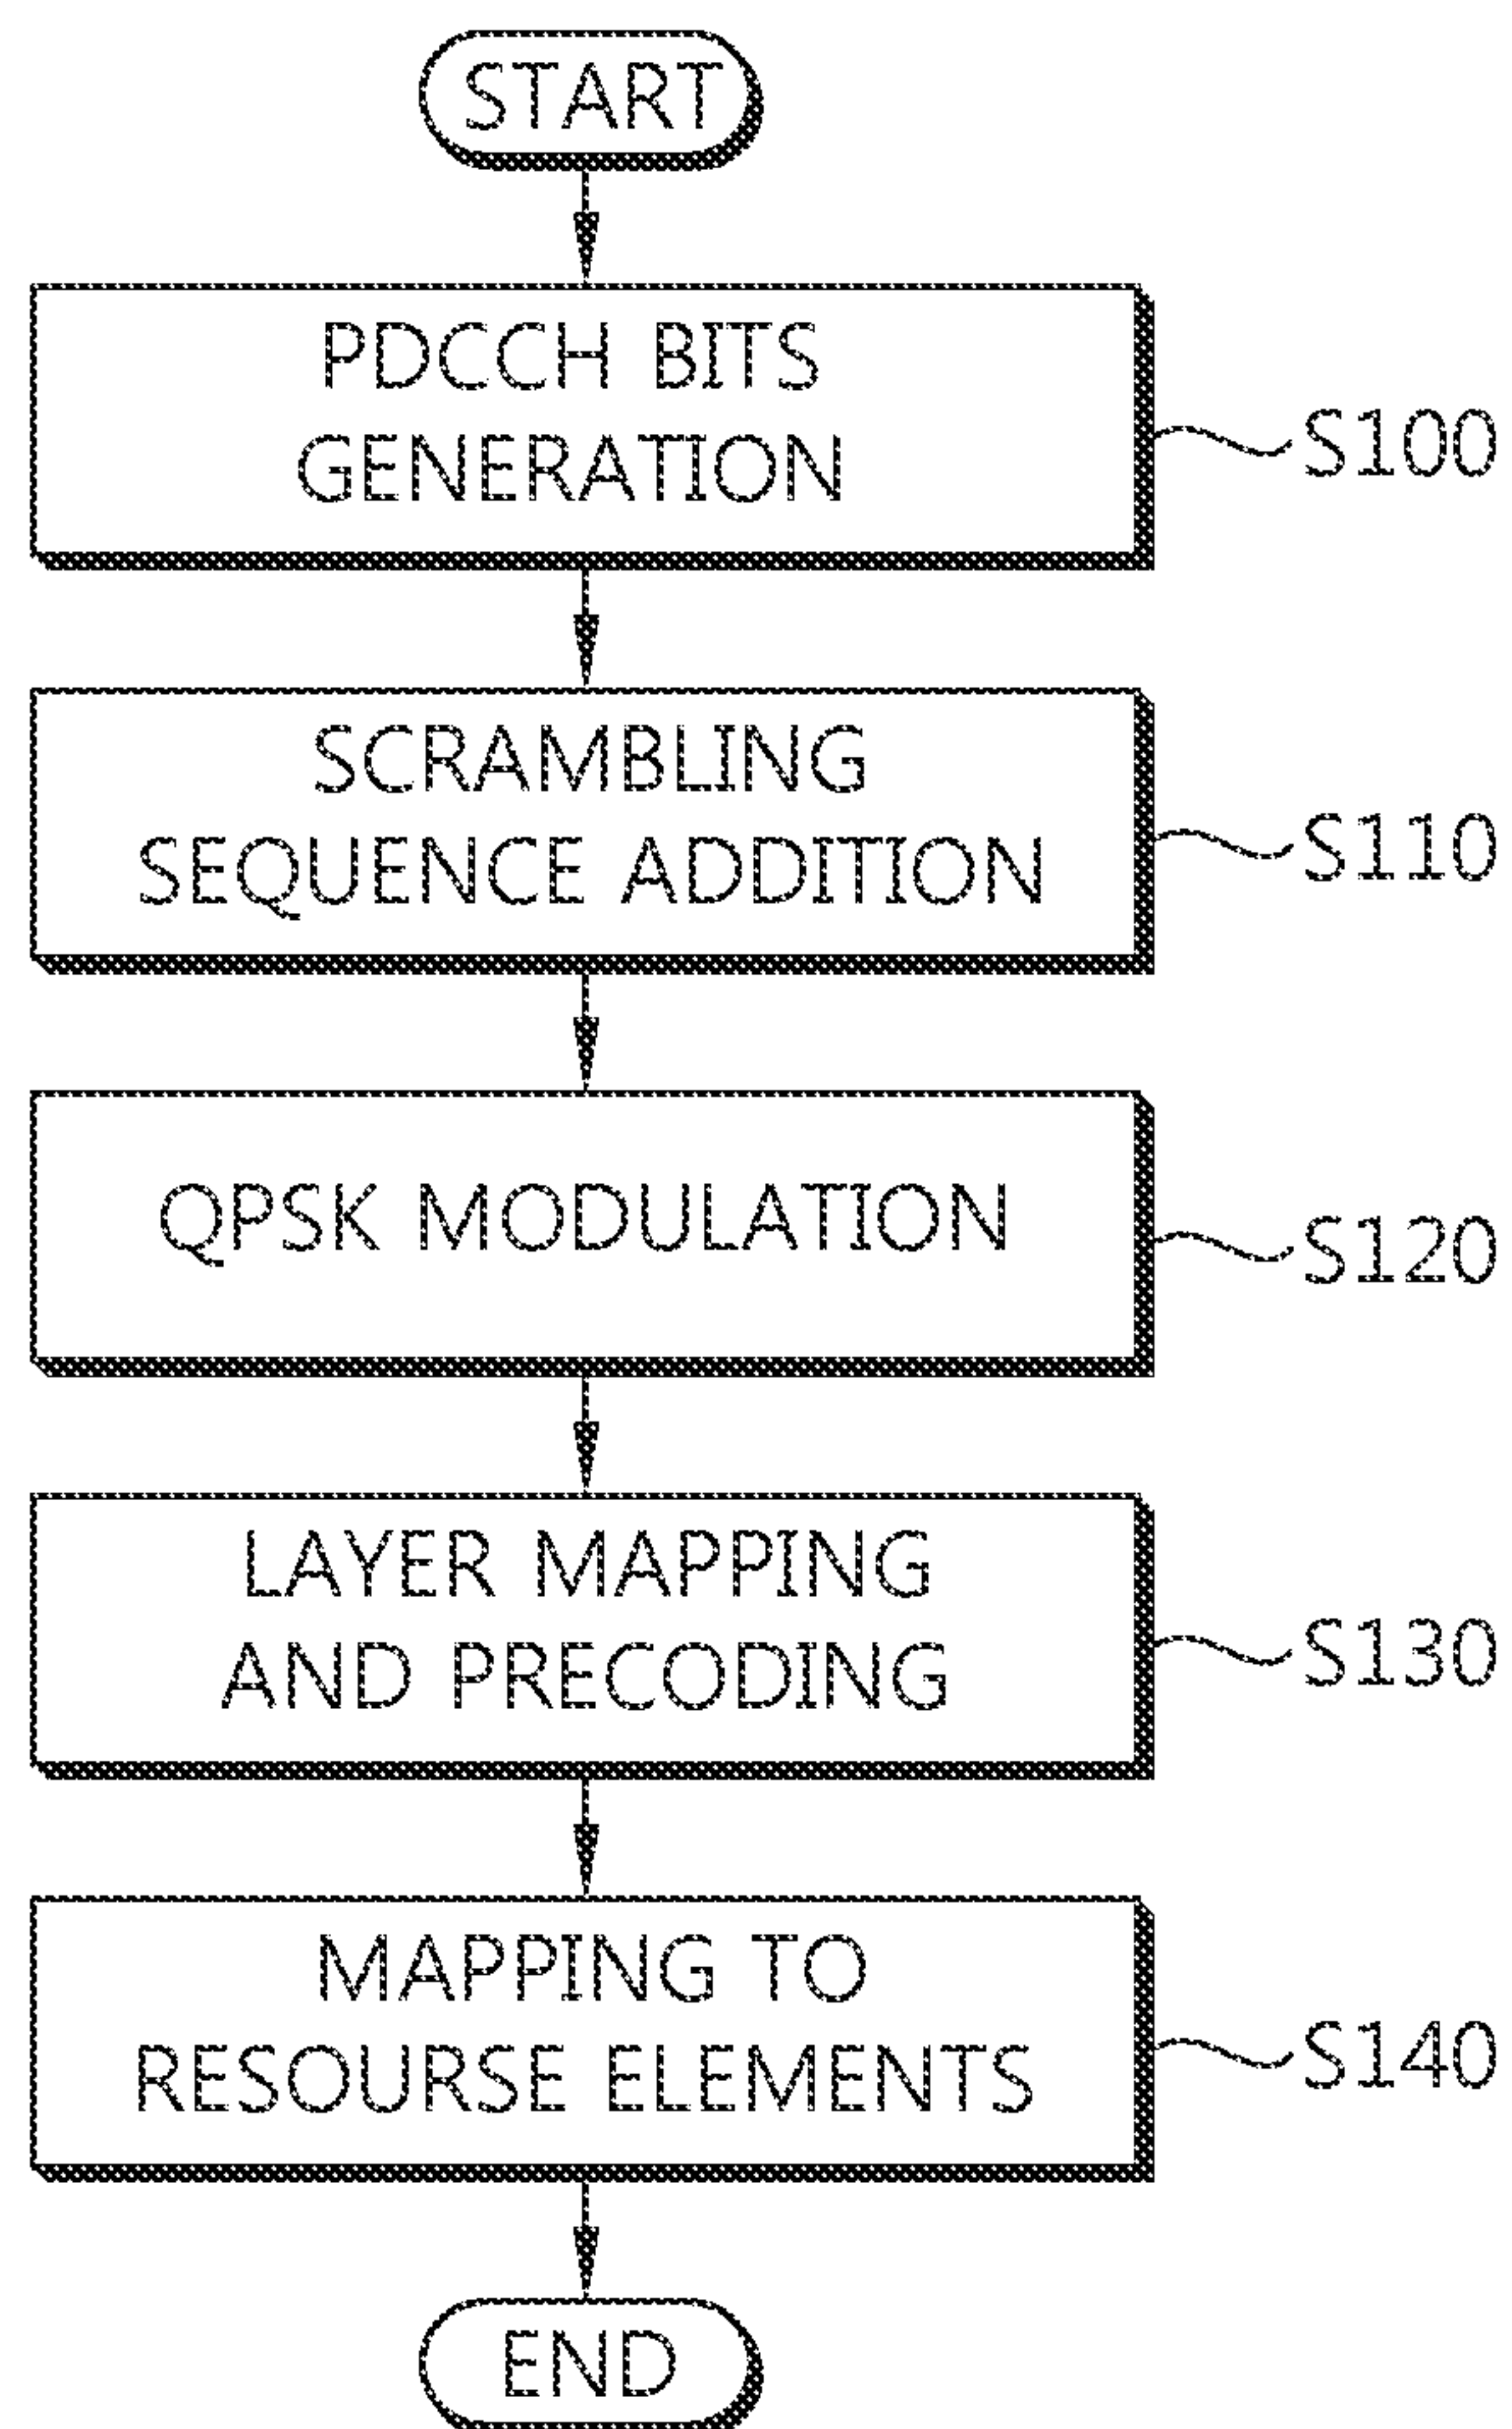 START
PDCCH BITS
GENERATION
S100
SCRAMBLING
SEQUENCE ADDITION
S110
QPSK MODULATION
S120
LAYER MAPPING
AND PRECODING
S130
MAPPING TO
RESOURSE ELEMENTS
S140
END